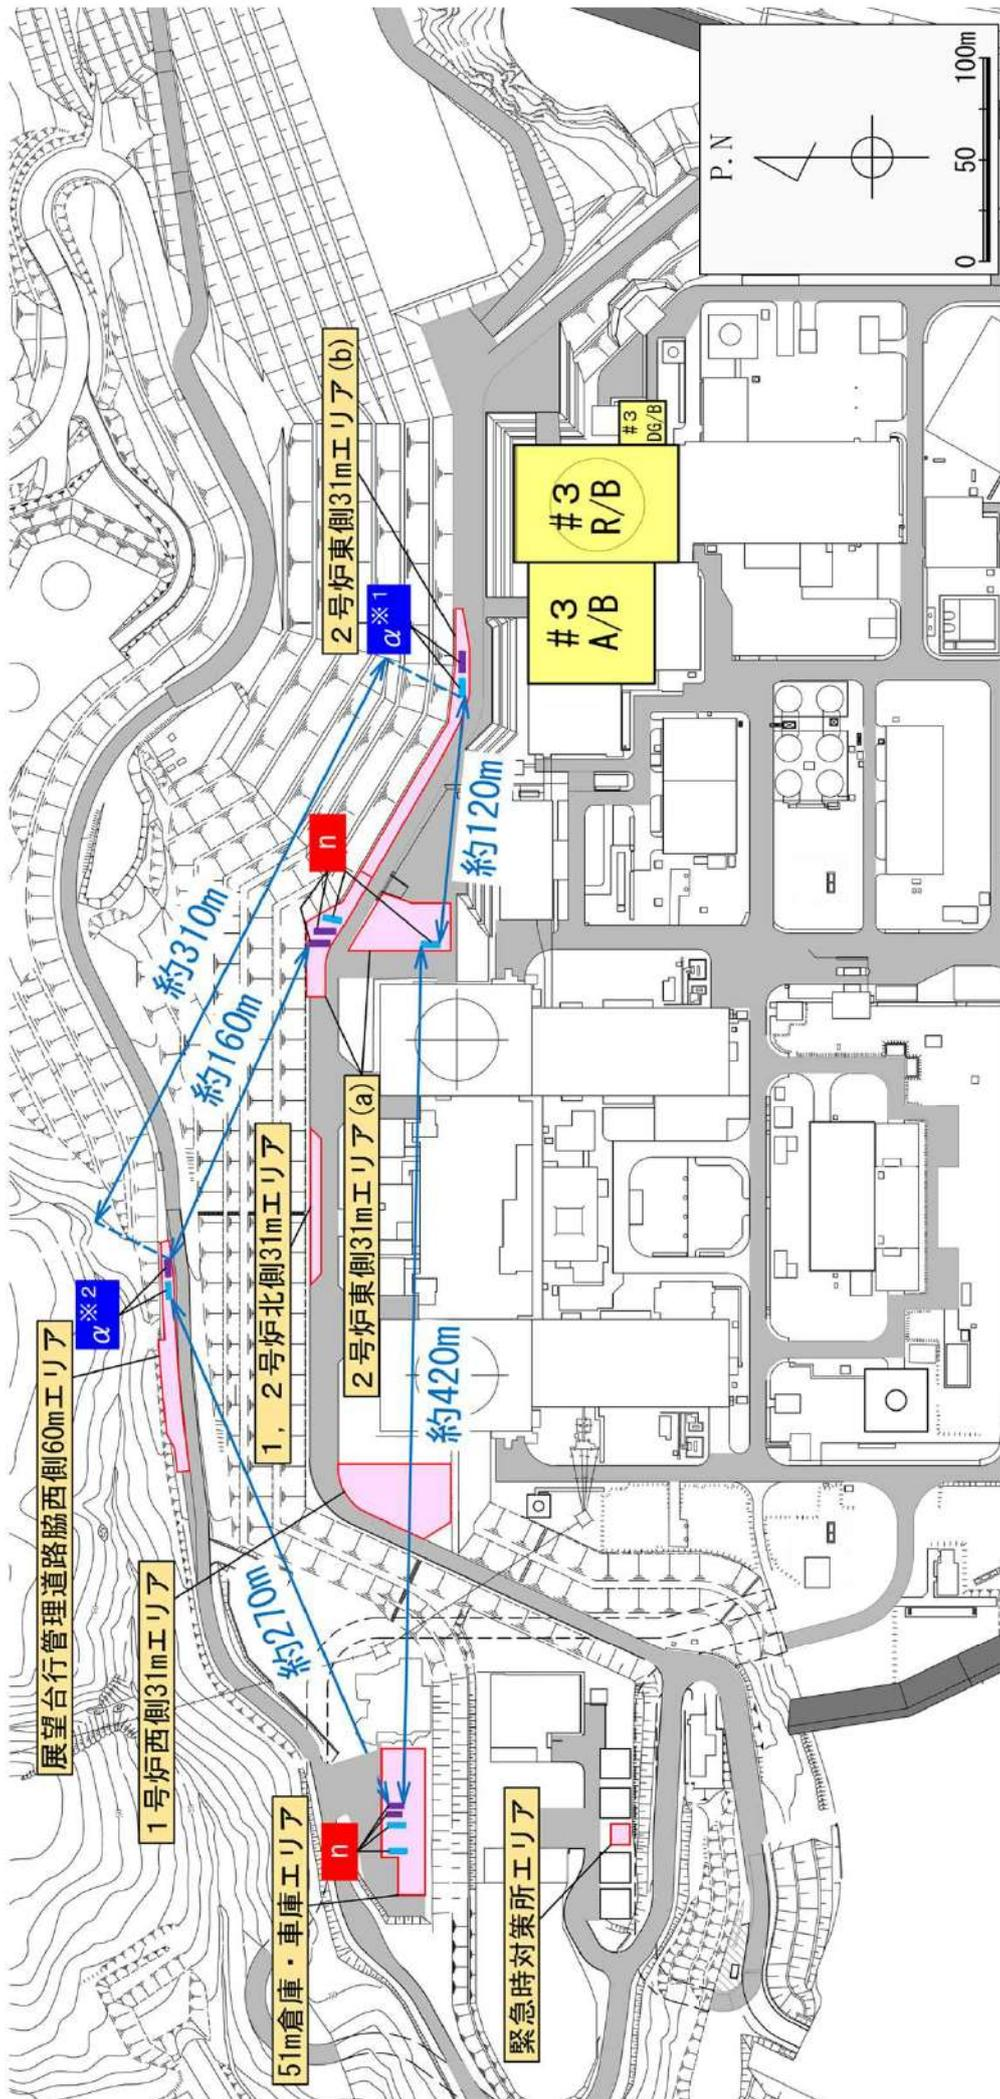 展望台行管理道路脇西側60mエリア
α※2
1号炉西側31mエリア
51m倉庫・車庫エリア
n
緊急時対策所エリア
約270m
約420m
1，2号炉北側31mエリア
2号炉東側31mエリア(a)
約310m
約160m
n
約120m
2号炉東側31mエリア(b)
α※1
#3
A/B
#3
R/B
#3
DG/B
P.N
0
50
100m